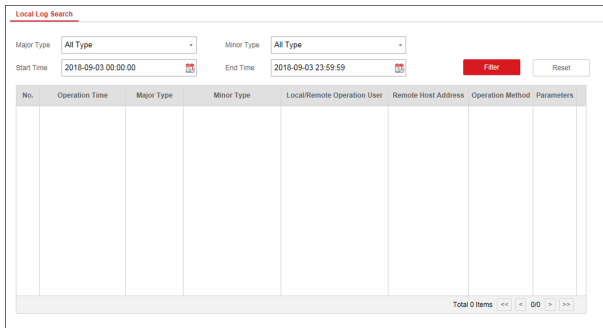 Local Log Search
Major Type All Type Minor Type All Type
Start Time 2018-09-03 00:00:00 End Time 2018-09-03 23:59:59 Filter Reset
No. Operation Time Major Type Minor Type Local/Remote Operation User Remote Host Address Operation Method Parameters
Total 0 Items << < 0/0 > >>